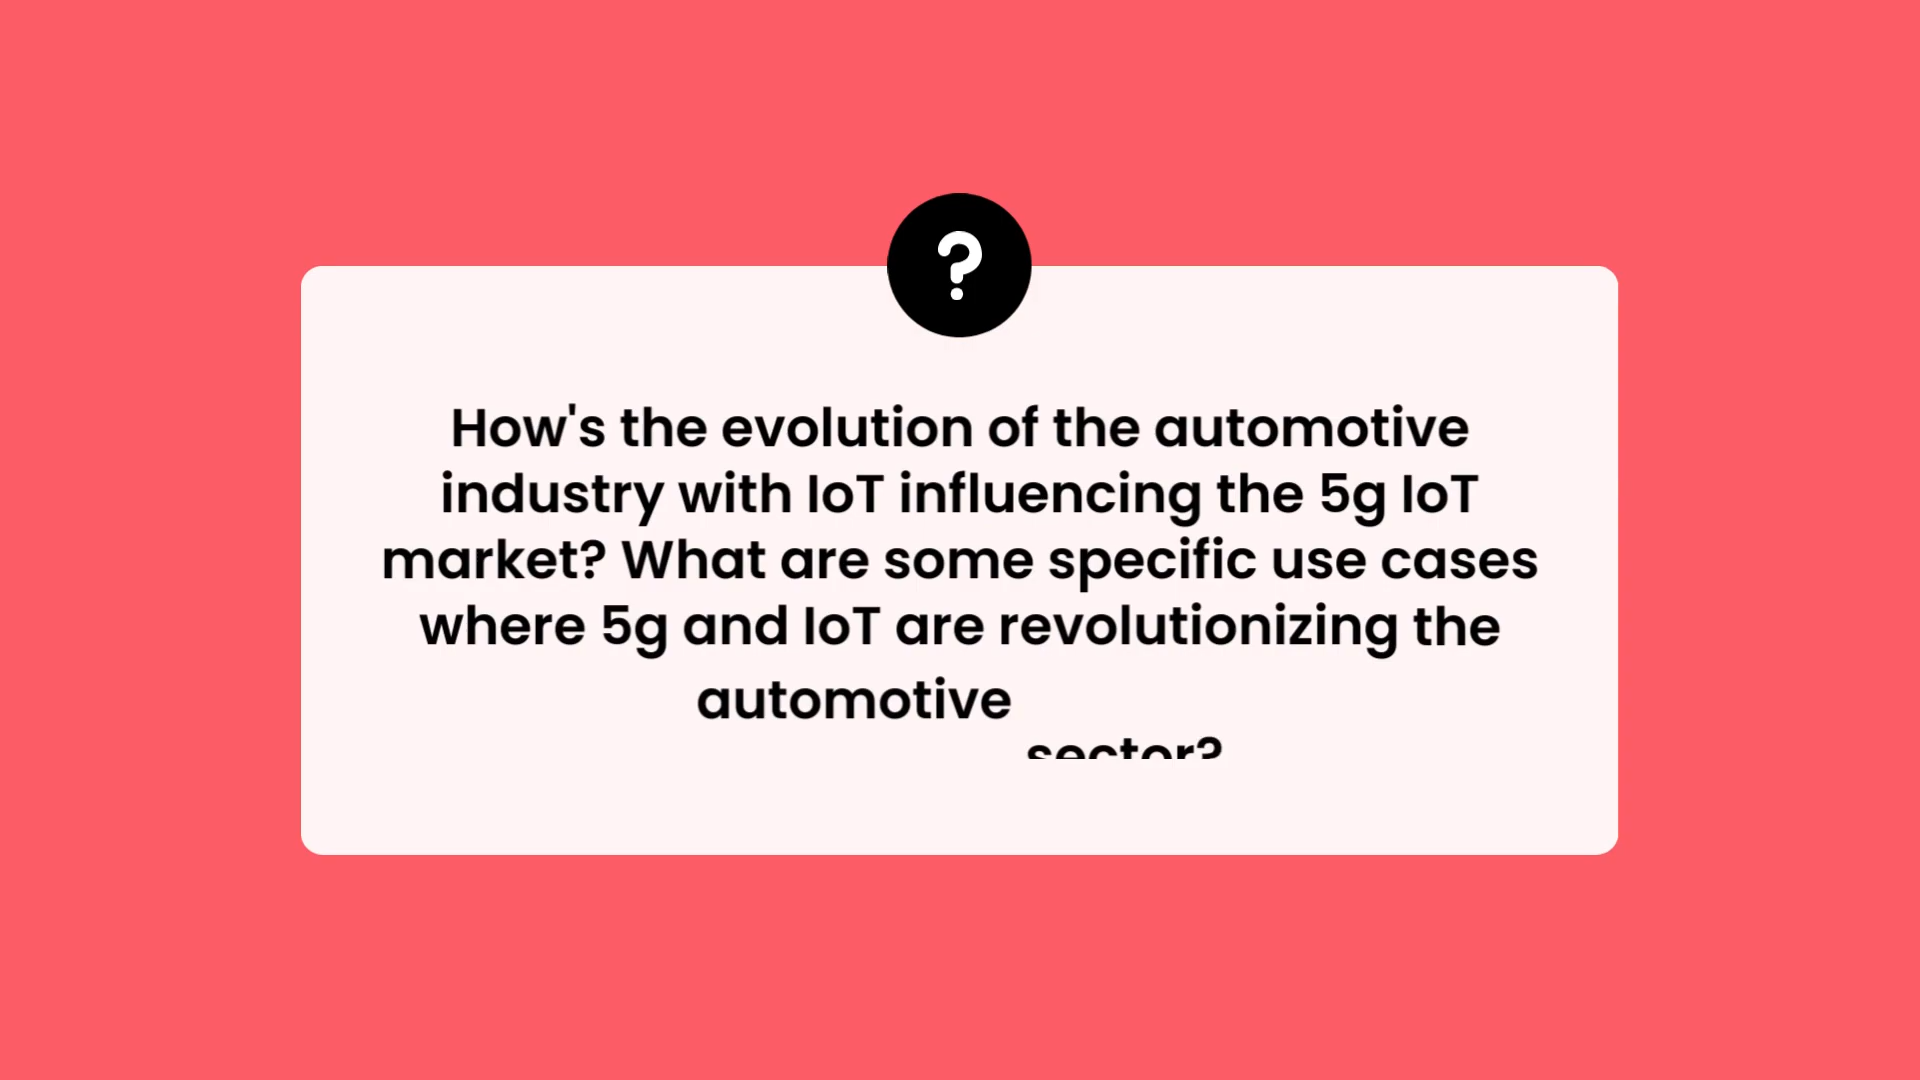 ?
How's the evolution of the automotive
industry with IoT influencing the 5g IoT
market? What are some specific use cases
where 5g and IoT are revolutionizing the
automotive
sector?